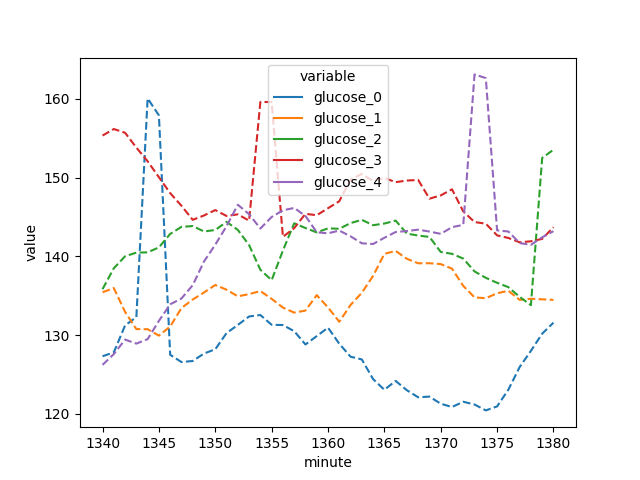 variable
glucose_0
glucose_1
glucose_2
glucose_3
glucose_4
160
150
140
130
120
value
1340 1345 1350 1355 1360 1365 1370 1375 1380
minute